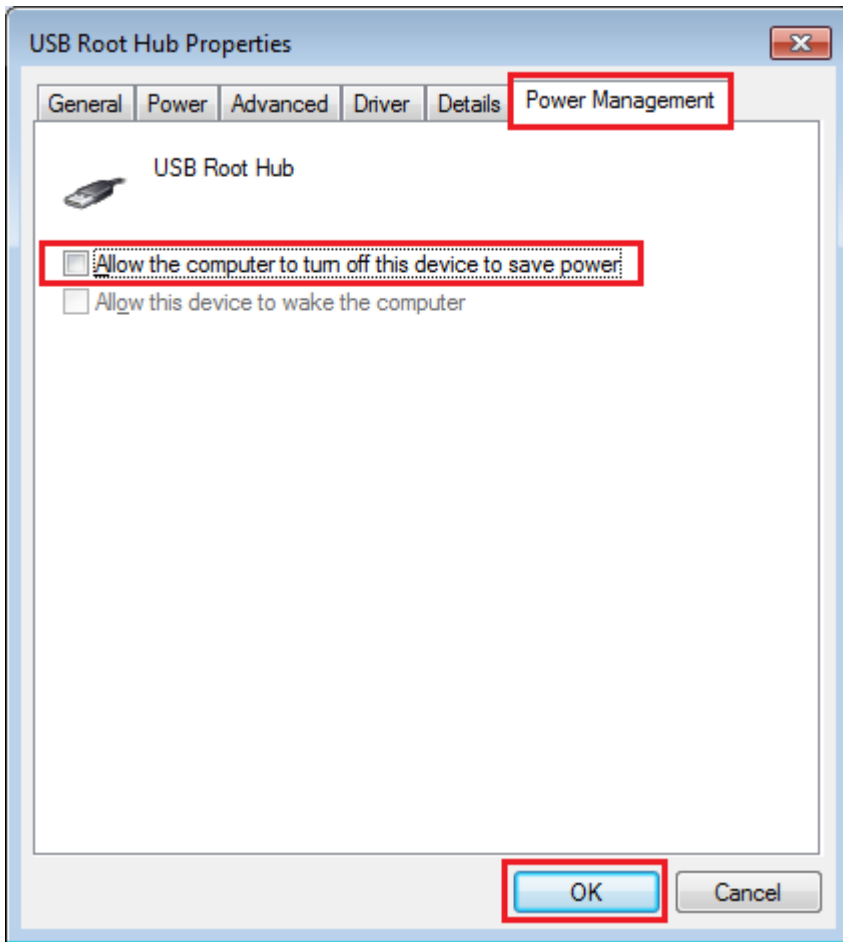 USB Root Hub Properties
General Power Advanced Driver Details Power Management
USB Root Hub
Allow the computer to turn off this device to save power
Allow this device to wake the computer
OK Cancel